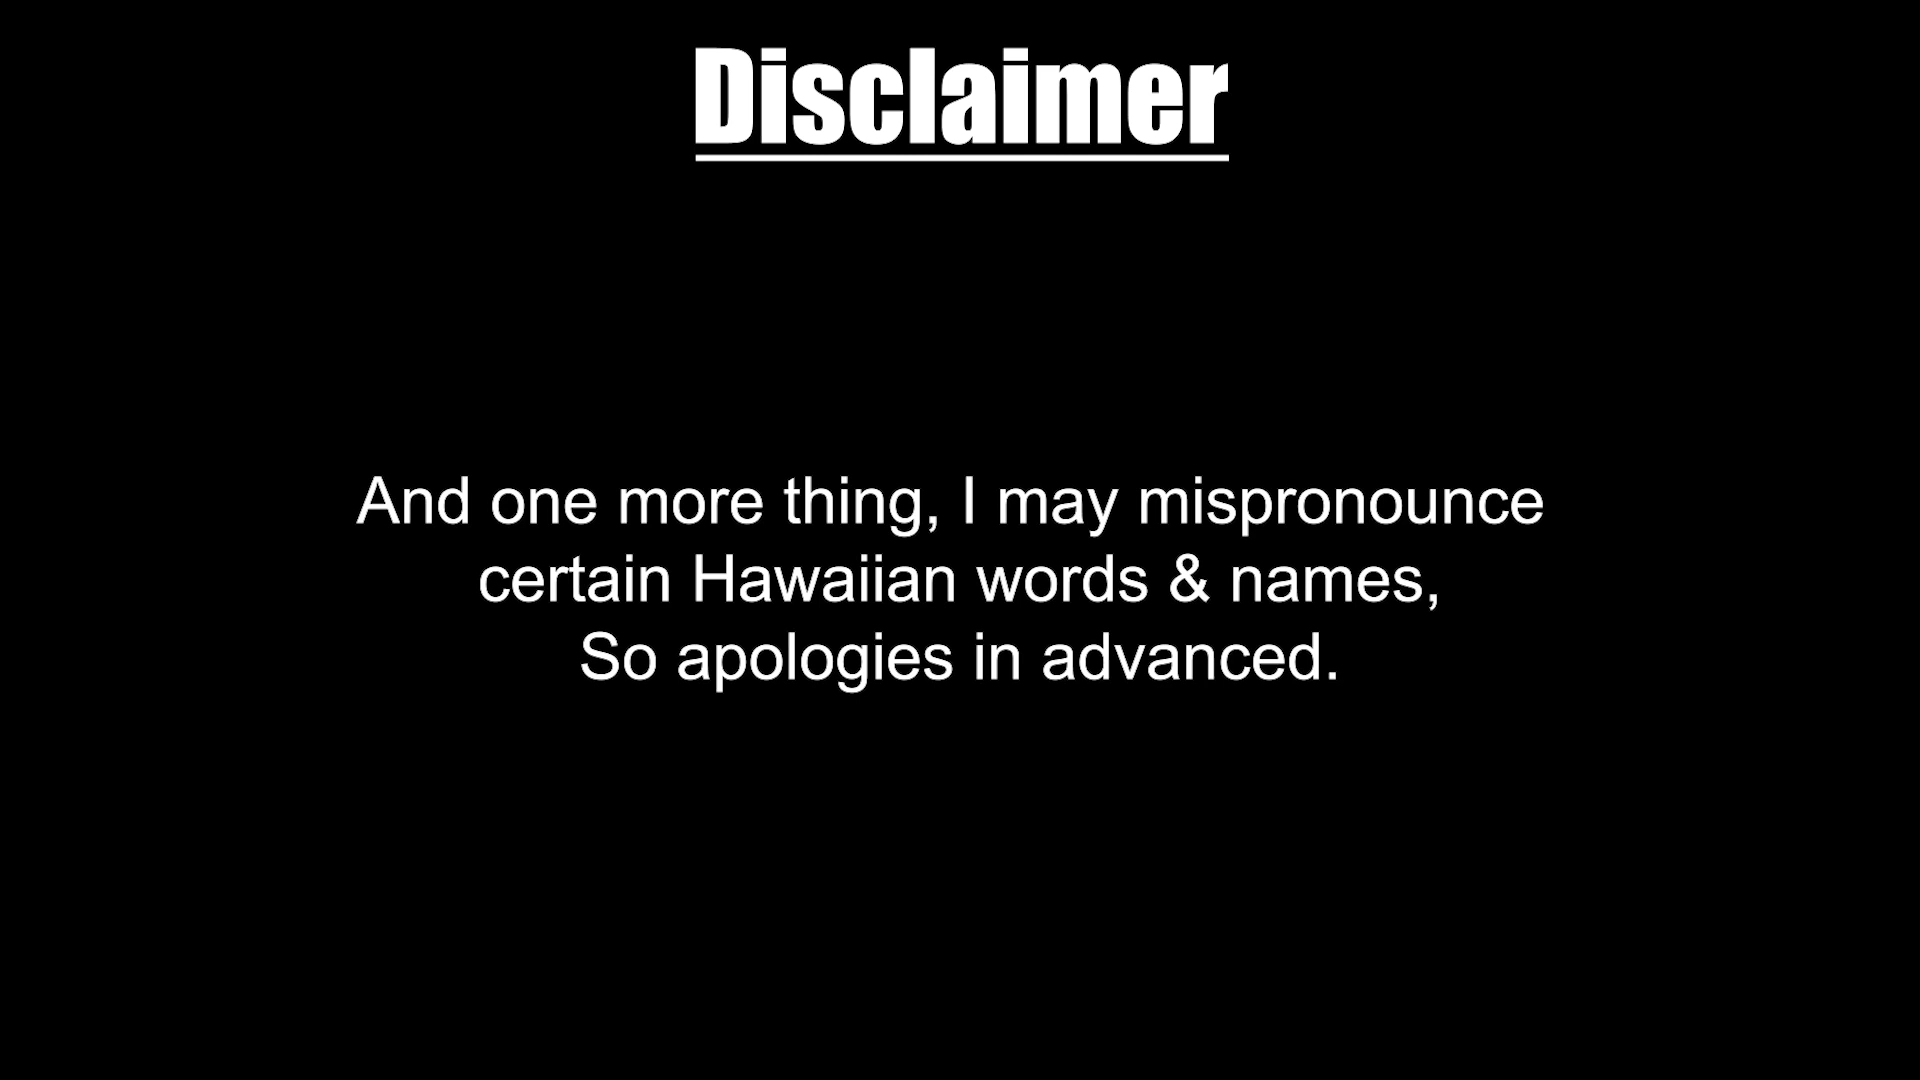 Disclaimer
And one more thing, I may mispronounce
certain Hawaiian words & names,
So apologies in advanced.